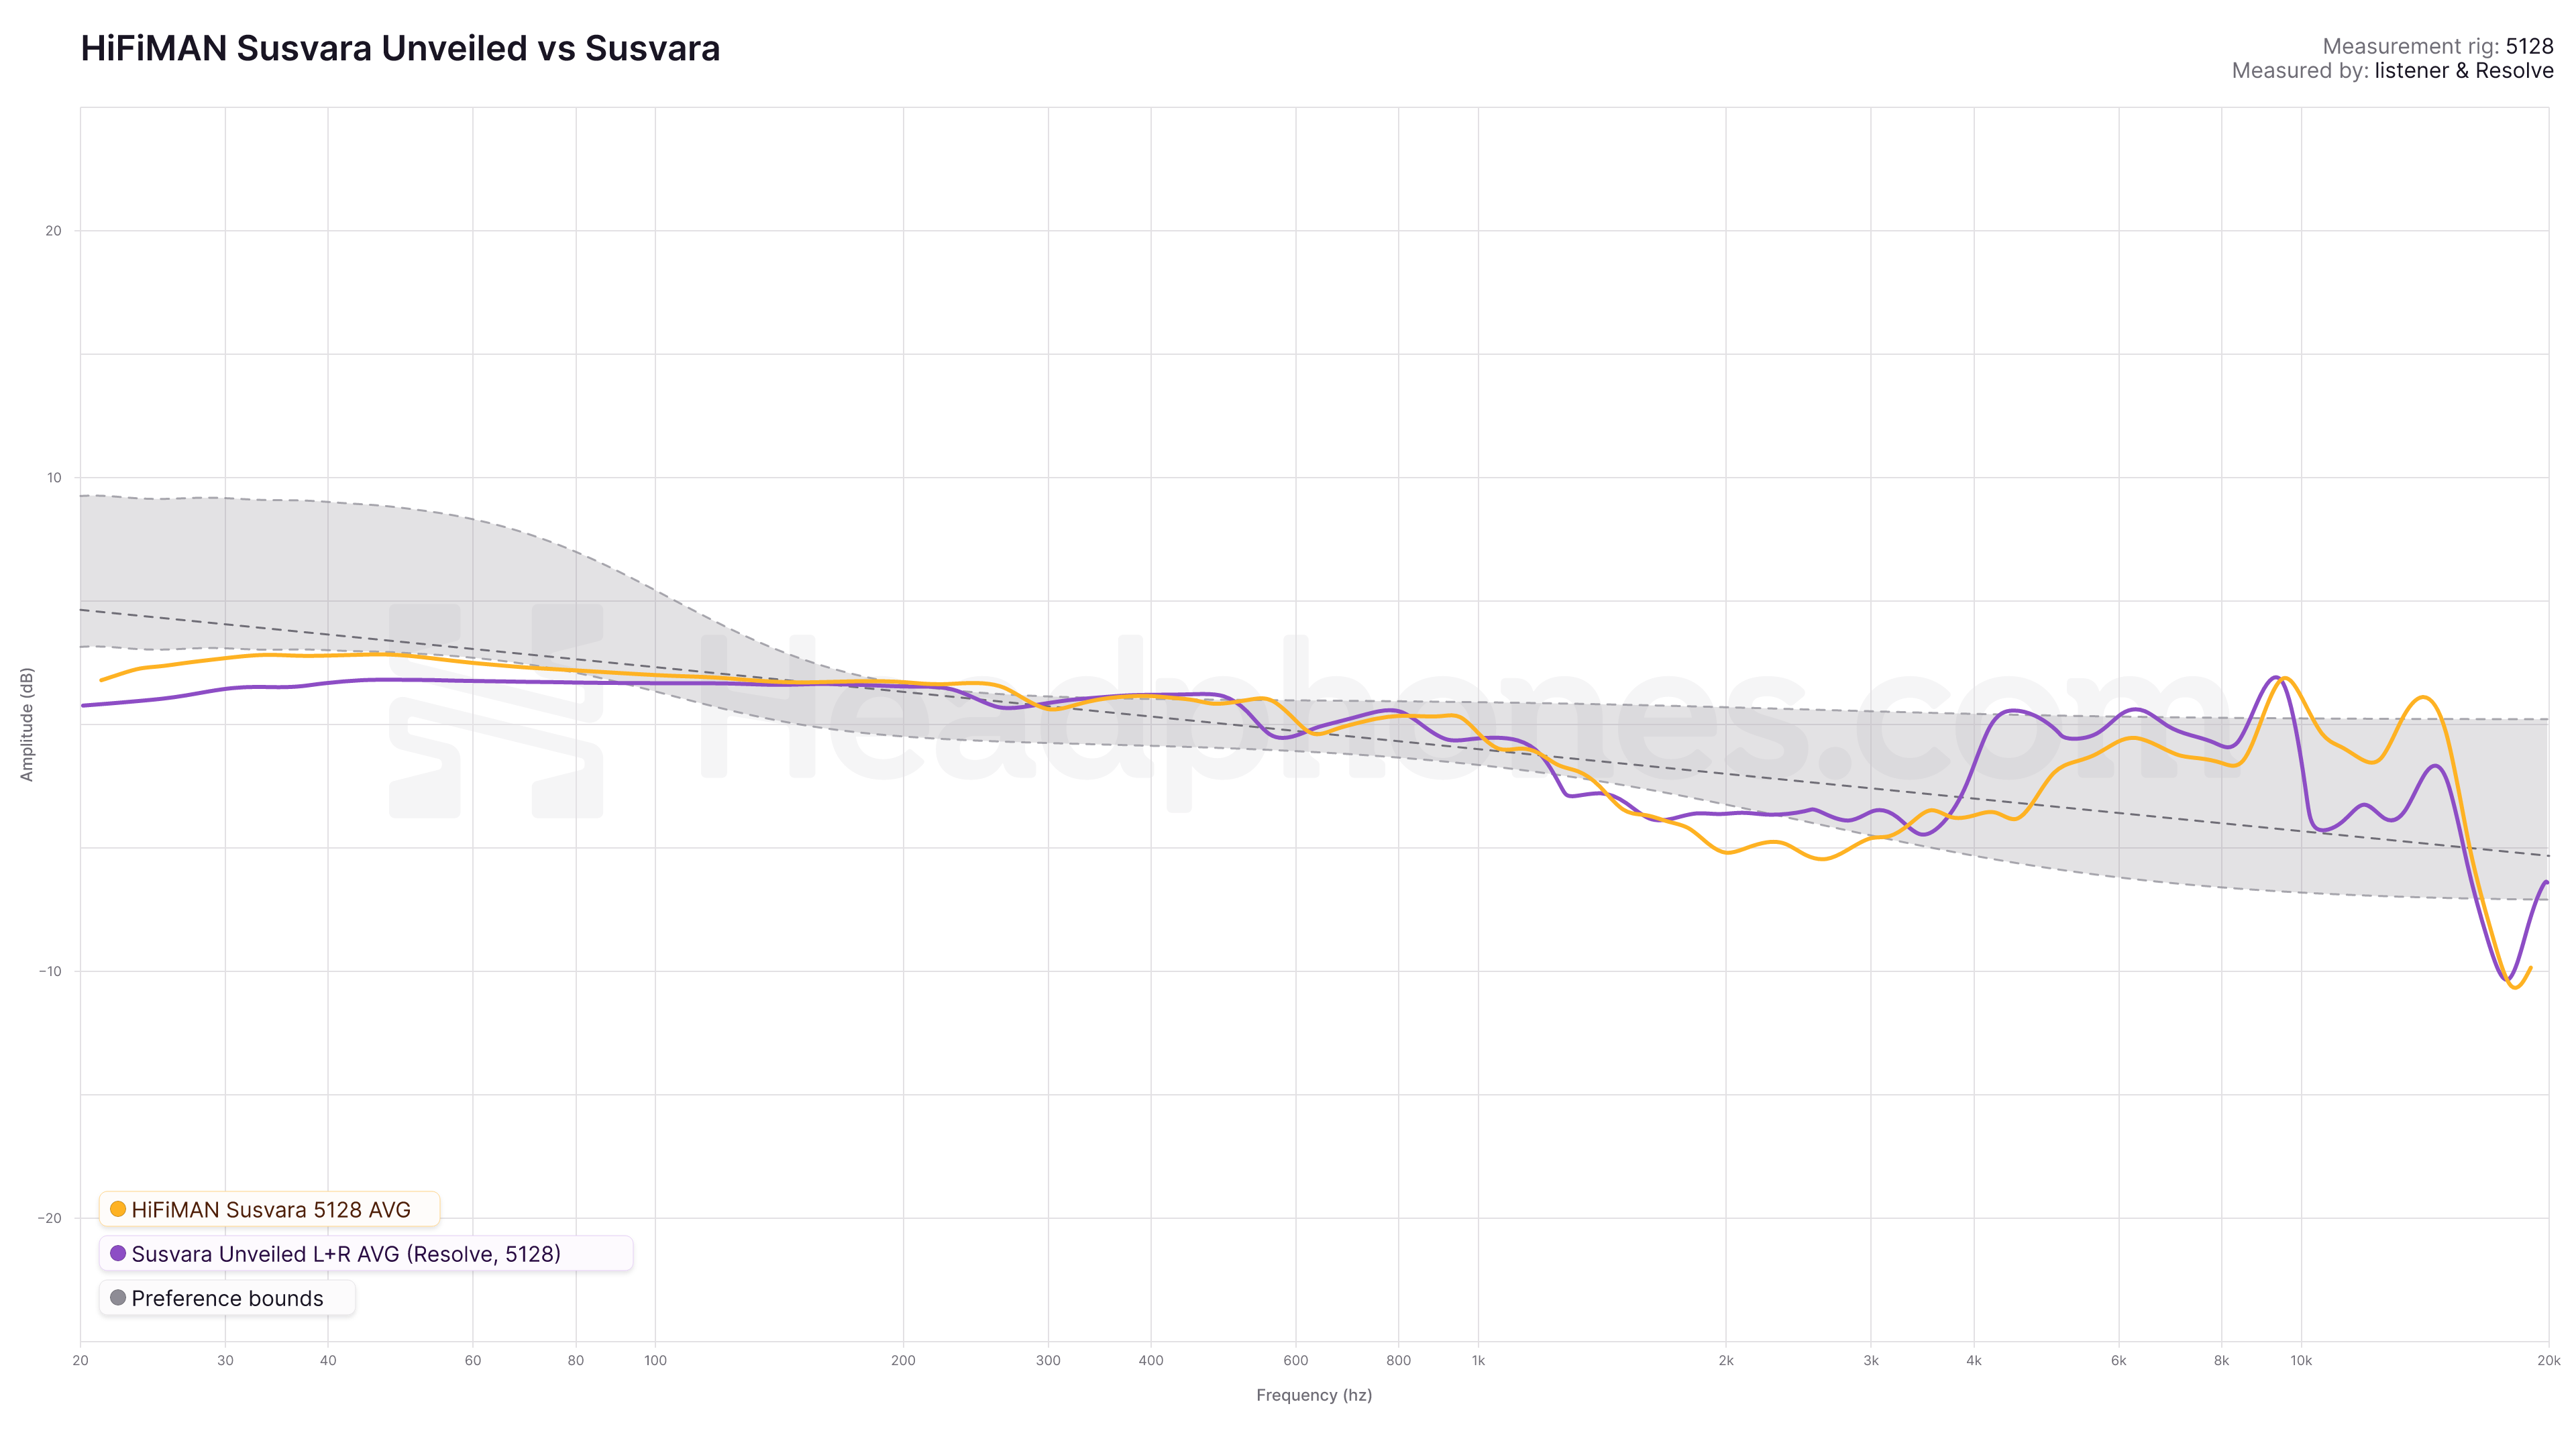 HiFiMAN Susvara Unveiled vs Susvara
Measurement rig: 5128
Measured by: listener & Resolve
20
10
−10
−20
Amplitude (dB)
Headphones.com
HiFiMAN Susvara 5128 AVG
Susvara Unveiled L+R AVG (Resolve, 5128)
Preference bounds
20 30 40 60 80 100 200 300 400 600 800 1k 2k 3k 4k 6k 8k 10k 20k
Frequency (hz)